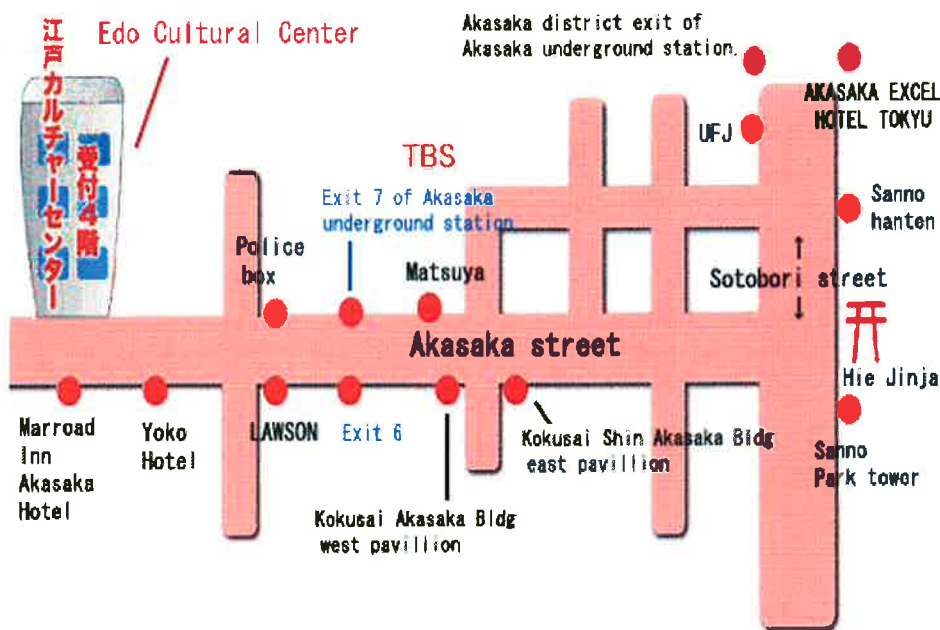 江戸カルチャーセンター
受付4階
Edo Cultural Center
Akasaka district exit of
Akasaka underground station.
AKASAKA EXCEL
HOTEL TOKYU
UFJ
TBS
Exit 7 of Akasaka
underground station
Sanno
hanten
Police
box
Matsuya
Sotobori street
Akasaka street
Hie Jinja
Marroad
Inn
Akasaka
Hotel
Yoko
Hotel
LAWSON
Exit 6
Kokusai Shin Akasaka Bldg
east pavillion
Sanno
Park tower
Kokusai Akasaka Bldg
west pavillion